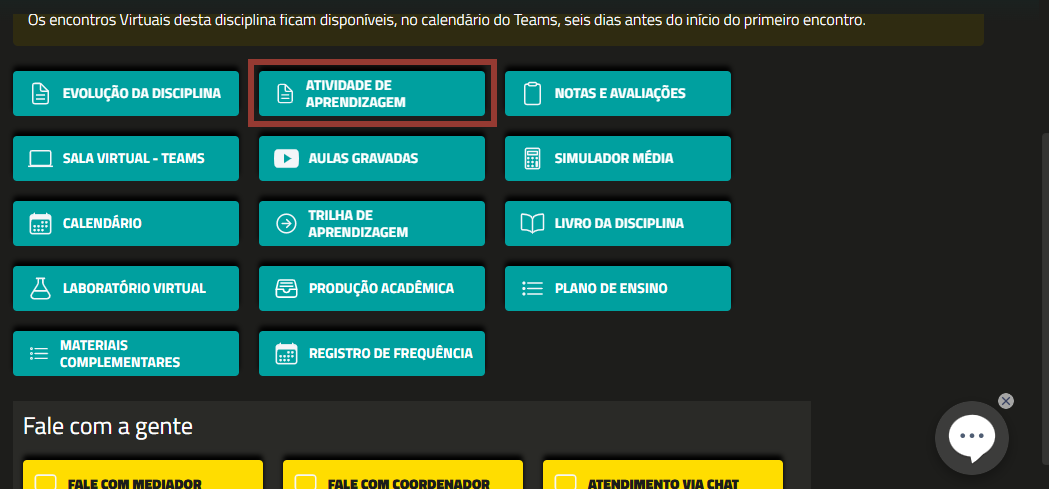 Os encontros Virtuais desta disciplina ficam disponíveis, no calendário do Teams, seis dias antes do início do primeiro encontro.
EVOLUÇÃO DA DISCIPLINA
ATIVIDADE DE
APRENDIZAGEM
NOTAS E AVALIAÇÕES
SALA VIRTUAL - TEAMS
AULAS GRAVADAS
SIMULADOR MÉDIA
CALENDÁRIO
TRILHA DE
APRENDIZAGEM
LIVRO DA DISCIPLINA
LABORATÓRIO VIRTUAL
PRODUÇÃO ACADÊMICA
PLANO DE ENSINO
MATERIAIS
COMPLEMENTARES
REGISTRO DE FREQUÊNCIA
Fale com a gente
FALE COM MEDIADOR
FALE COM COORDENADOR
ATENDIMENTO VIA CHAT